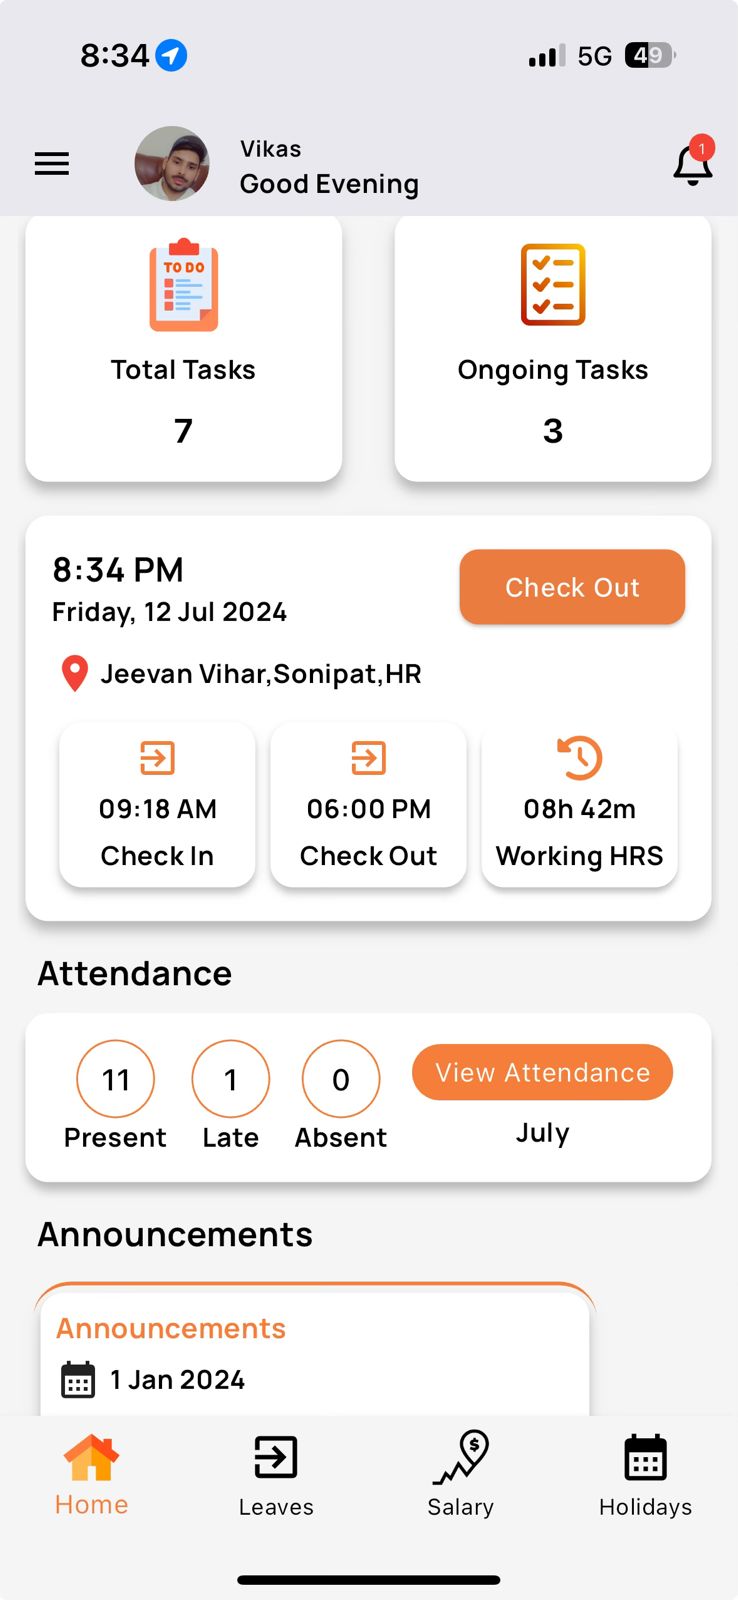 8:34
5G
49
Vikas
Good Evening
1
TO DO
Total Tasks
7
Ongoing Tasks
3
8:34 PM
Friday, 12 Jul 2024
Check Out
Jeevan Vihar,Sonipat,HR
09:18 AM
Check In
06:00 PM
Check Out
08h 42m
Working HRS
Attendance
11
Present
1
Late
0
Absent
View Attendance
July
Announcements
Announcements
1 Jan 2024
Home
Leaves
$
Salary
Holidays